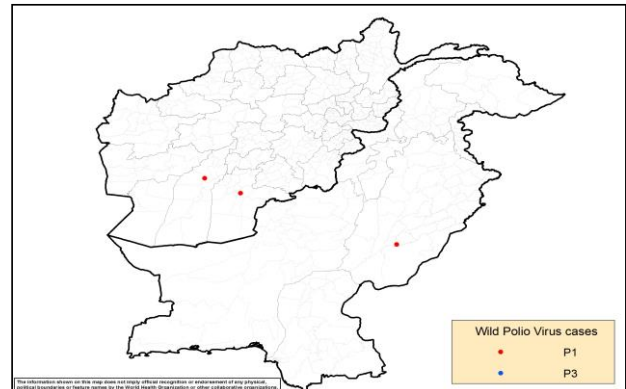 Wild Polio Virus cases
P1
P3
The information shown on this map does not imply official recognition or endorsement of any physical,
political boundaries or feature names by the World Health Organization or other collaborative organizations.